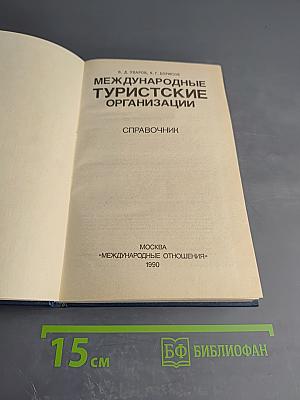 В. Д. УВАРОВ, К. Г. БОРИСОВ
МЕЖДУНАРОДНЫЕ
ТУРИСТСКИЕ
ОРГАНИЗАЦИИ
СПРАВОЧНИК
МОСКВА
«МЕЖДУНАРОДНЫЕ ОТНОШЕНИЯ»
1990
15 см
БФ БИБЛИОФАН